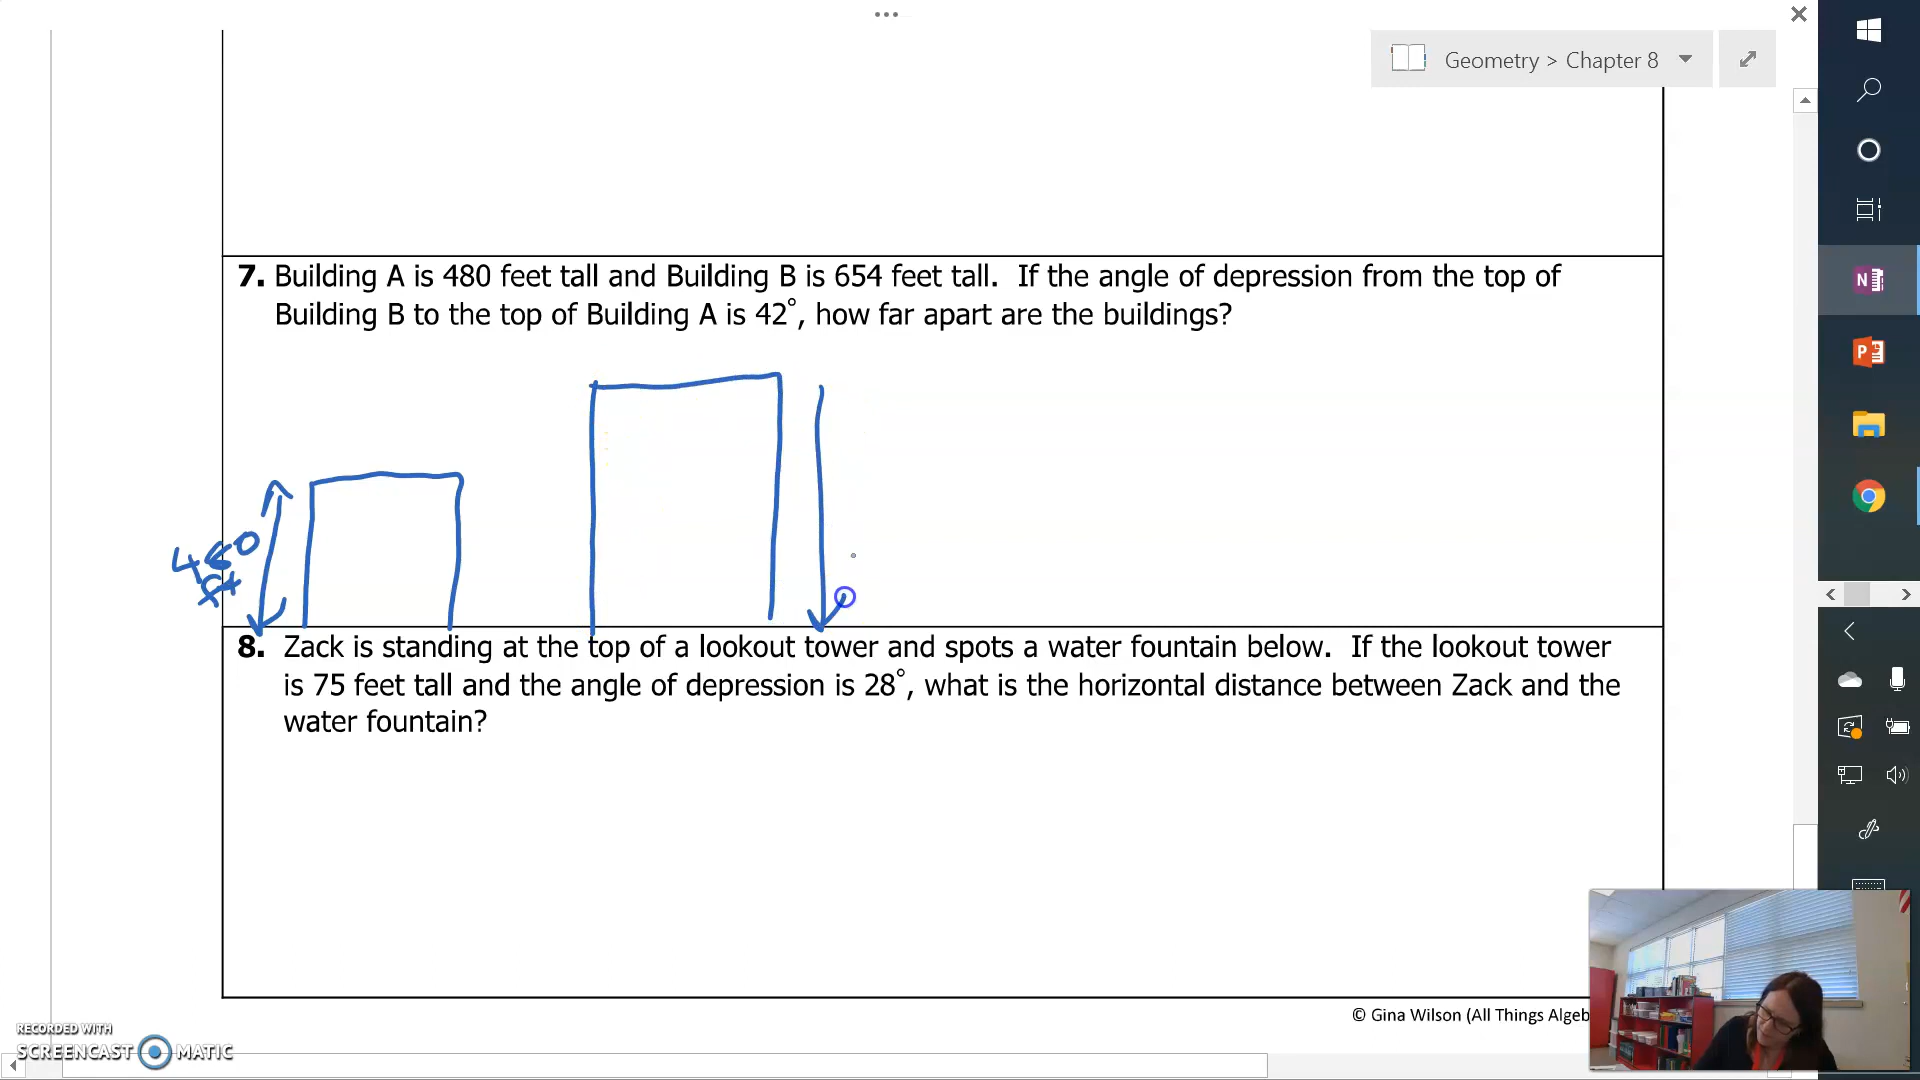 Geometry > Chapter 8
7. Building A is 480 feet tall and Building B is 654 feet tall. If the angle of depression from the top of
Building B to the top of Building A is 42°, how far apart are the buildings?
480
ft
8. Zack is standing at the top of a lookout tower and spots a water fountain below. If the lookout tower
is 75 feet tall and the angle of depression is 28°, what is the horizontal distance between Zack and the
water fountain?
© Gina Wilson (All Things Algeb
RECORDED WITH
SCREENCAST MATIC